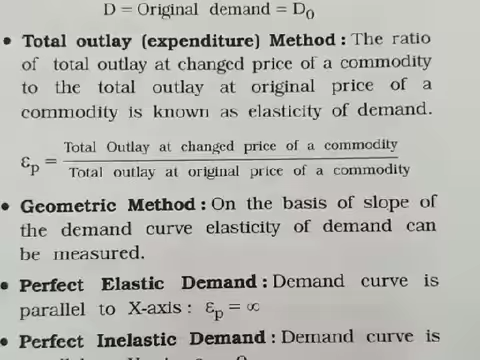 D = Original demand = D₀
• Total outlay (expenditure) Method : The ratio
of total outlay at changed price of a commodity
to the total outlay at original price of a
commodity is known as elasticity of demand.
εp = Total Outlay at changed price of a commodity
Total outlay at original price of a commodity
• Geometric Method : On the basis of slope of
the demand curve elasticity of demand can
be measured.
• Perfect Elastic Demand : Demand curve is
parallel to X-axis : εp = ∞
• Perfect Inelastic Demand : Demand curve is